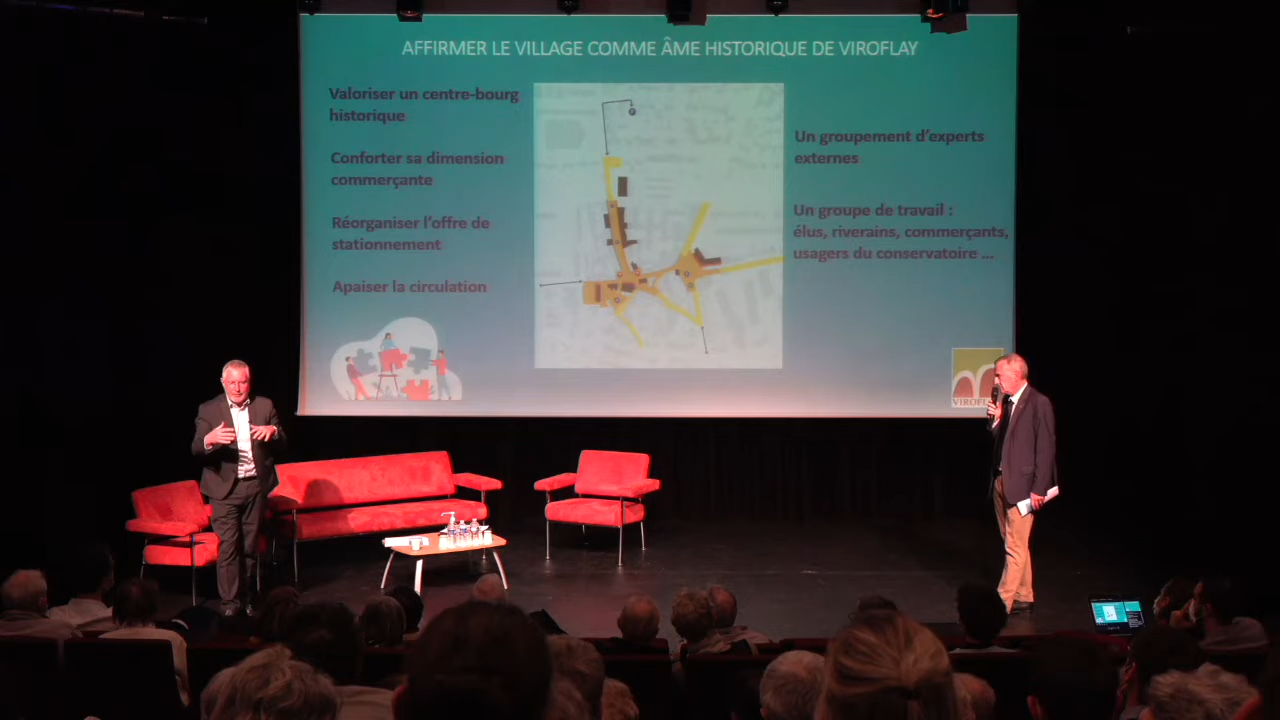 AFFIRMER LE VILLAGE COMME ÂME HISTORIQUE DE VIROFLAY
Valoriser un centre-bourg
historique
Conforter sa dimension
commerçante
Réorganiser l'offre de
stationnement
Apaiser la circulation
Un groupement d'experts
externes
Un groupe de travail :
élus, riverains, commerçants,
usagers du conservatoire ...